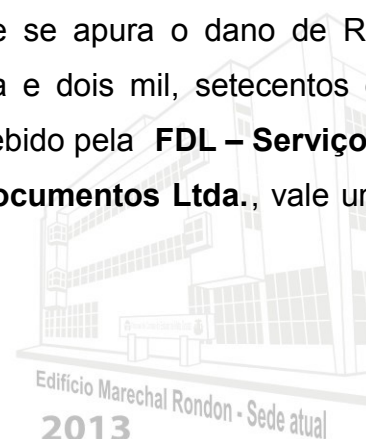 e se apura o dano de R
a e dois mil, setecentos
ebido pela FDL – Serviço
ocumentos Ltda., vale ur
Edifício Marechal Rondon - Sede atual
2013